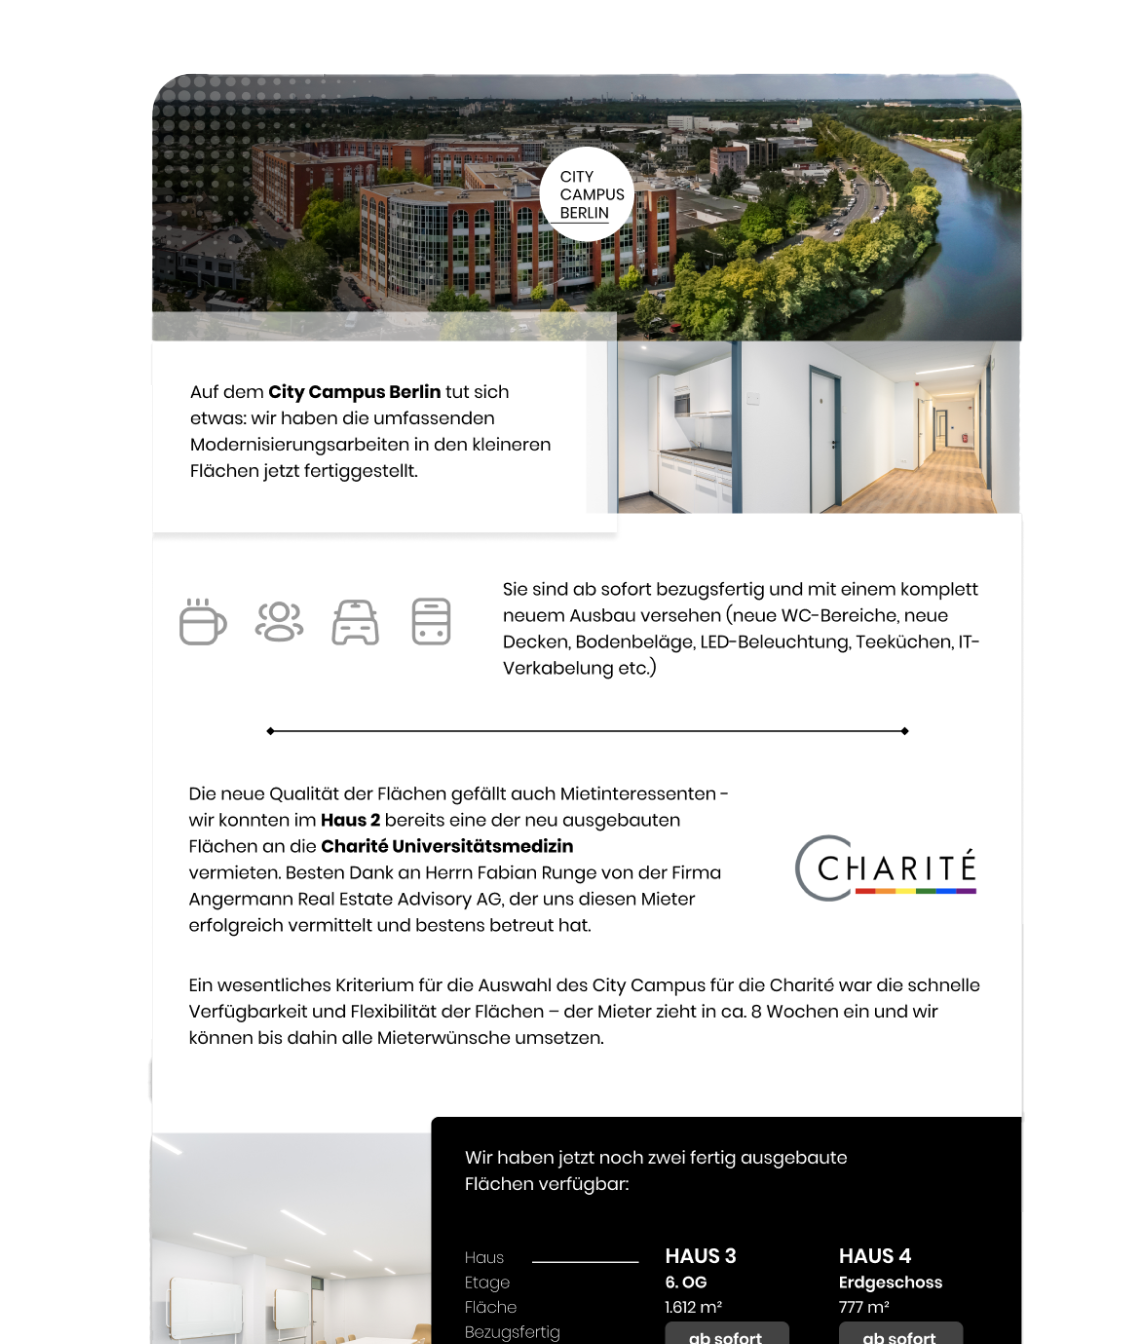 CITY
CAMPUS
BERLIN
Auf dem City Campus Berlin tut sich
etwas: wir haben die umfassenden
Modernisierungsarbeiten in den kleineren
Flächen jetzt fertiggestellt.
Sie sind ab sofort bezugsfertig und mit einem komplett
neuem Ausbau versehen (neue WC-Bereiche, neue
Decken, Bodenbeläge, LED-Beleuchtung, Teeküchen, IT-
Verkabelung etc.)
Die neue Qualität der Flächen gefällt auch Mietinteressenten -
wir konnten im Haus 2 bereits eine der neu ausgebauten
Flächen an die Charité Universitätsmedizin
vermieten. Besten Dank an Herrn Fabian Runge von der Firma
Angermann Real Estate Advisory AG, der uns diesen Mieter
erfolgreich vermittelt und bestens betreut hat.
CHARITÉ
Ein wesentliches Kriterium für die Auswahl des City Campus für die Charité war die schnelle
Verfügbarkeit und Flexibilität der Flächen – der Mieter zieht in ca. 8 Wochen ein und wir
können bis dahin alle Mieterwünsche umsetzen.
Wir haben jetzt noch zwei fertig ausgebaute
Flächen verfügbar:
Haus HAUS 3 HAUS 4
Etage 6. OG Erdgeschoss
Fläche 1.612 m² 777 m²
Bezugsfertig ab sofort ab sofort